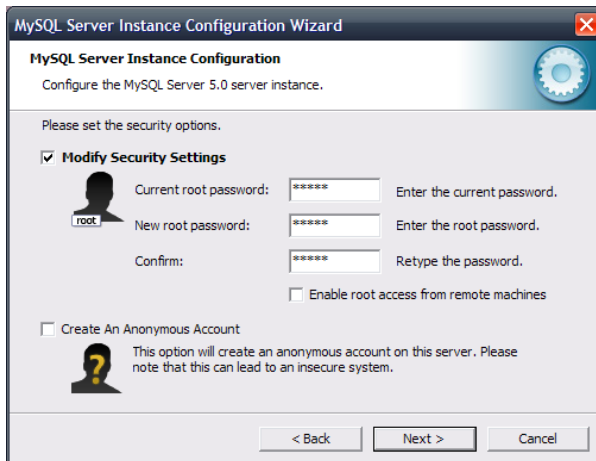 MySQL Server Instance Configuration Wizard
MySQL Server Instance Configuration
Configure the MySQL Server 5.0 server instance.
Please set the security options.
Modify Security Settings
root
Current root password: ***** Enter the current password.
New root password: ***** Enter the root password.
Confirm: ***** Retype the password.
Enable root access from remote machines
Create An Anonymous Account
This option will create an anonymous account on this server. Please
note that this can lead to an insecure system.
< Back Next > Cancel